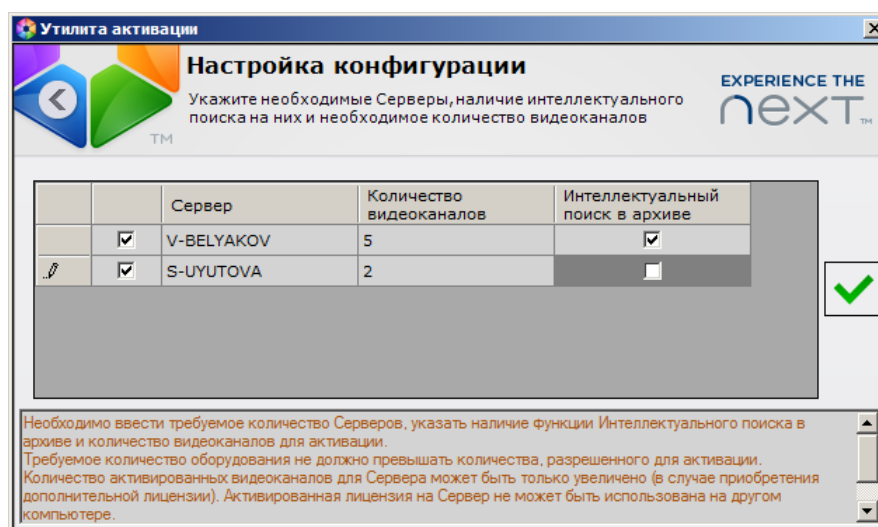 Утилита активации
Настройка конфигурации
Укажите необходимые Серверы, наличие интеллектуального
поиска на них и необходимое количество видеоканалов
EXPERIENCE THE
next TM
TM
Сервер
Количество
видеоканалов
Интеллектуальный
поиск в архиве
V-BELYAKOV 5
S-UYUTOVA 2
Необходимо ввести требуемое количество Серверов, указать наличие функции Интеллектуального поиска в
архиве и количество видеоканалов для активации.
Требуемое количество оборудования не должно превышать количества, разрешенного для активации.
Количество активированных видеоканалов для Сервера может быть только увеличено (в случае приобретения
дополнительной лицензии). Активированная лицензия на Сервер не может быть использована на другом
компьютере.